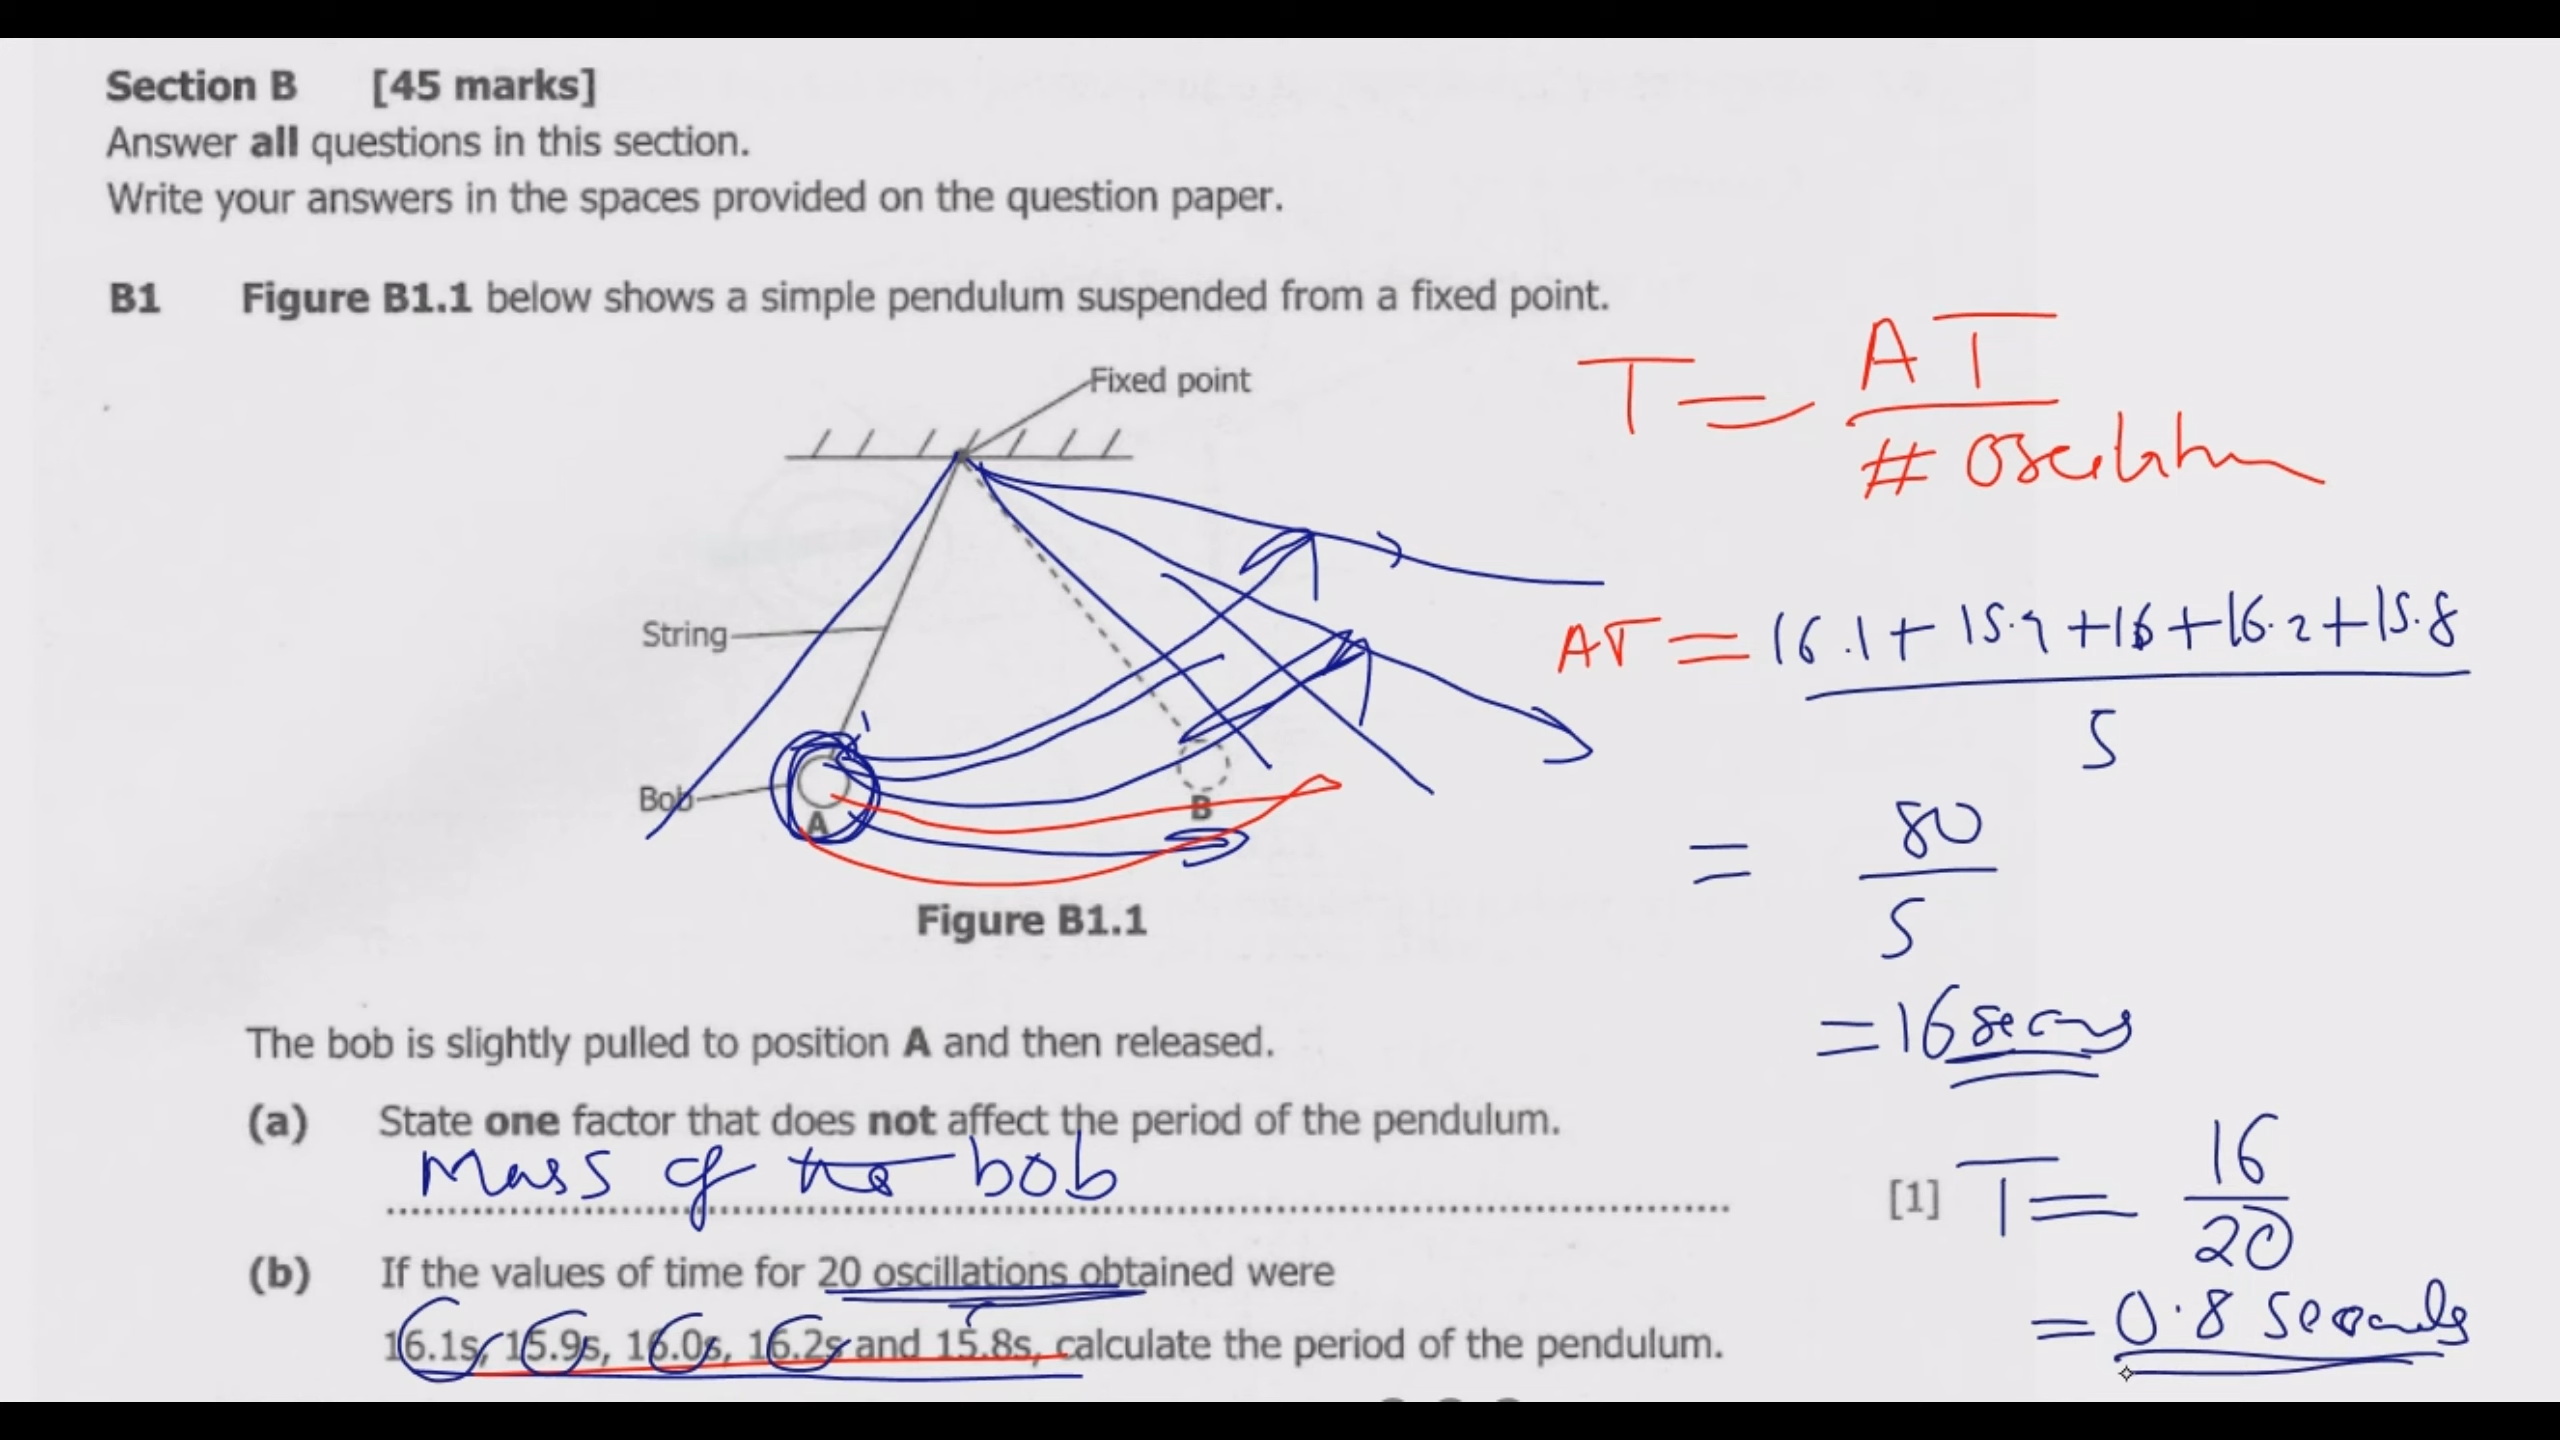 Section B [45 marks]
Answer all questions in this section.
Write your answers in the spaces provided on the question paper.
B1 Figure B1.1 below shows a simple pendulum suspended from a fixed point.
Fixed point
String
Bob
A
B
Figure B1.1
T = AT
# oscilation
AT = 16.1 + 15.9 + 16 + 16.2 + 15.8
5
= 80
5
= 16
The bob is slightly pulled to position A and then released.
(a) State one factor that does not affect the period of the pendulum.
Mass of the bob
[1]
T = 16
20
= 0.8 seconds
(b) If the values of time for 20 oscillations obtained were
16.1s, 15.9s, 16.0s, 16.2s and 15.8s, calculate the period of the pendulum.